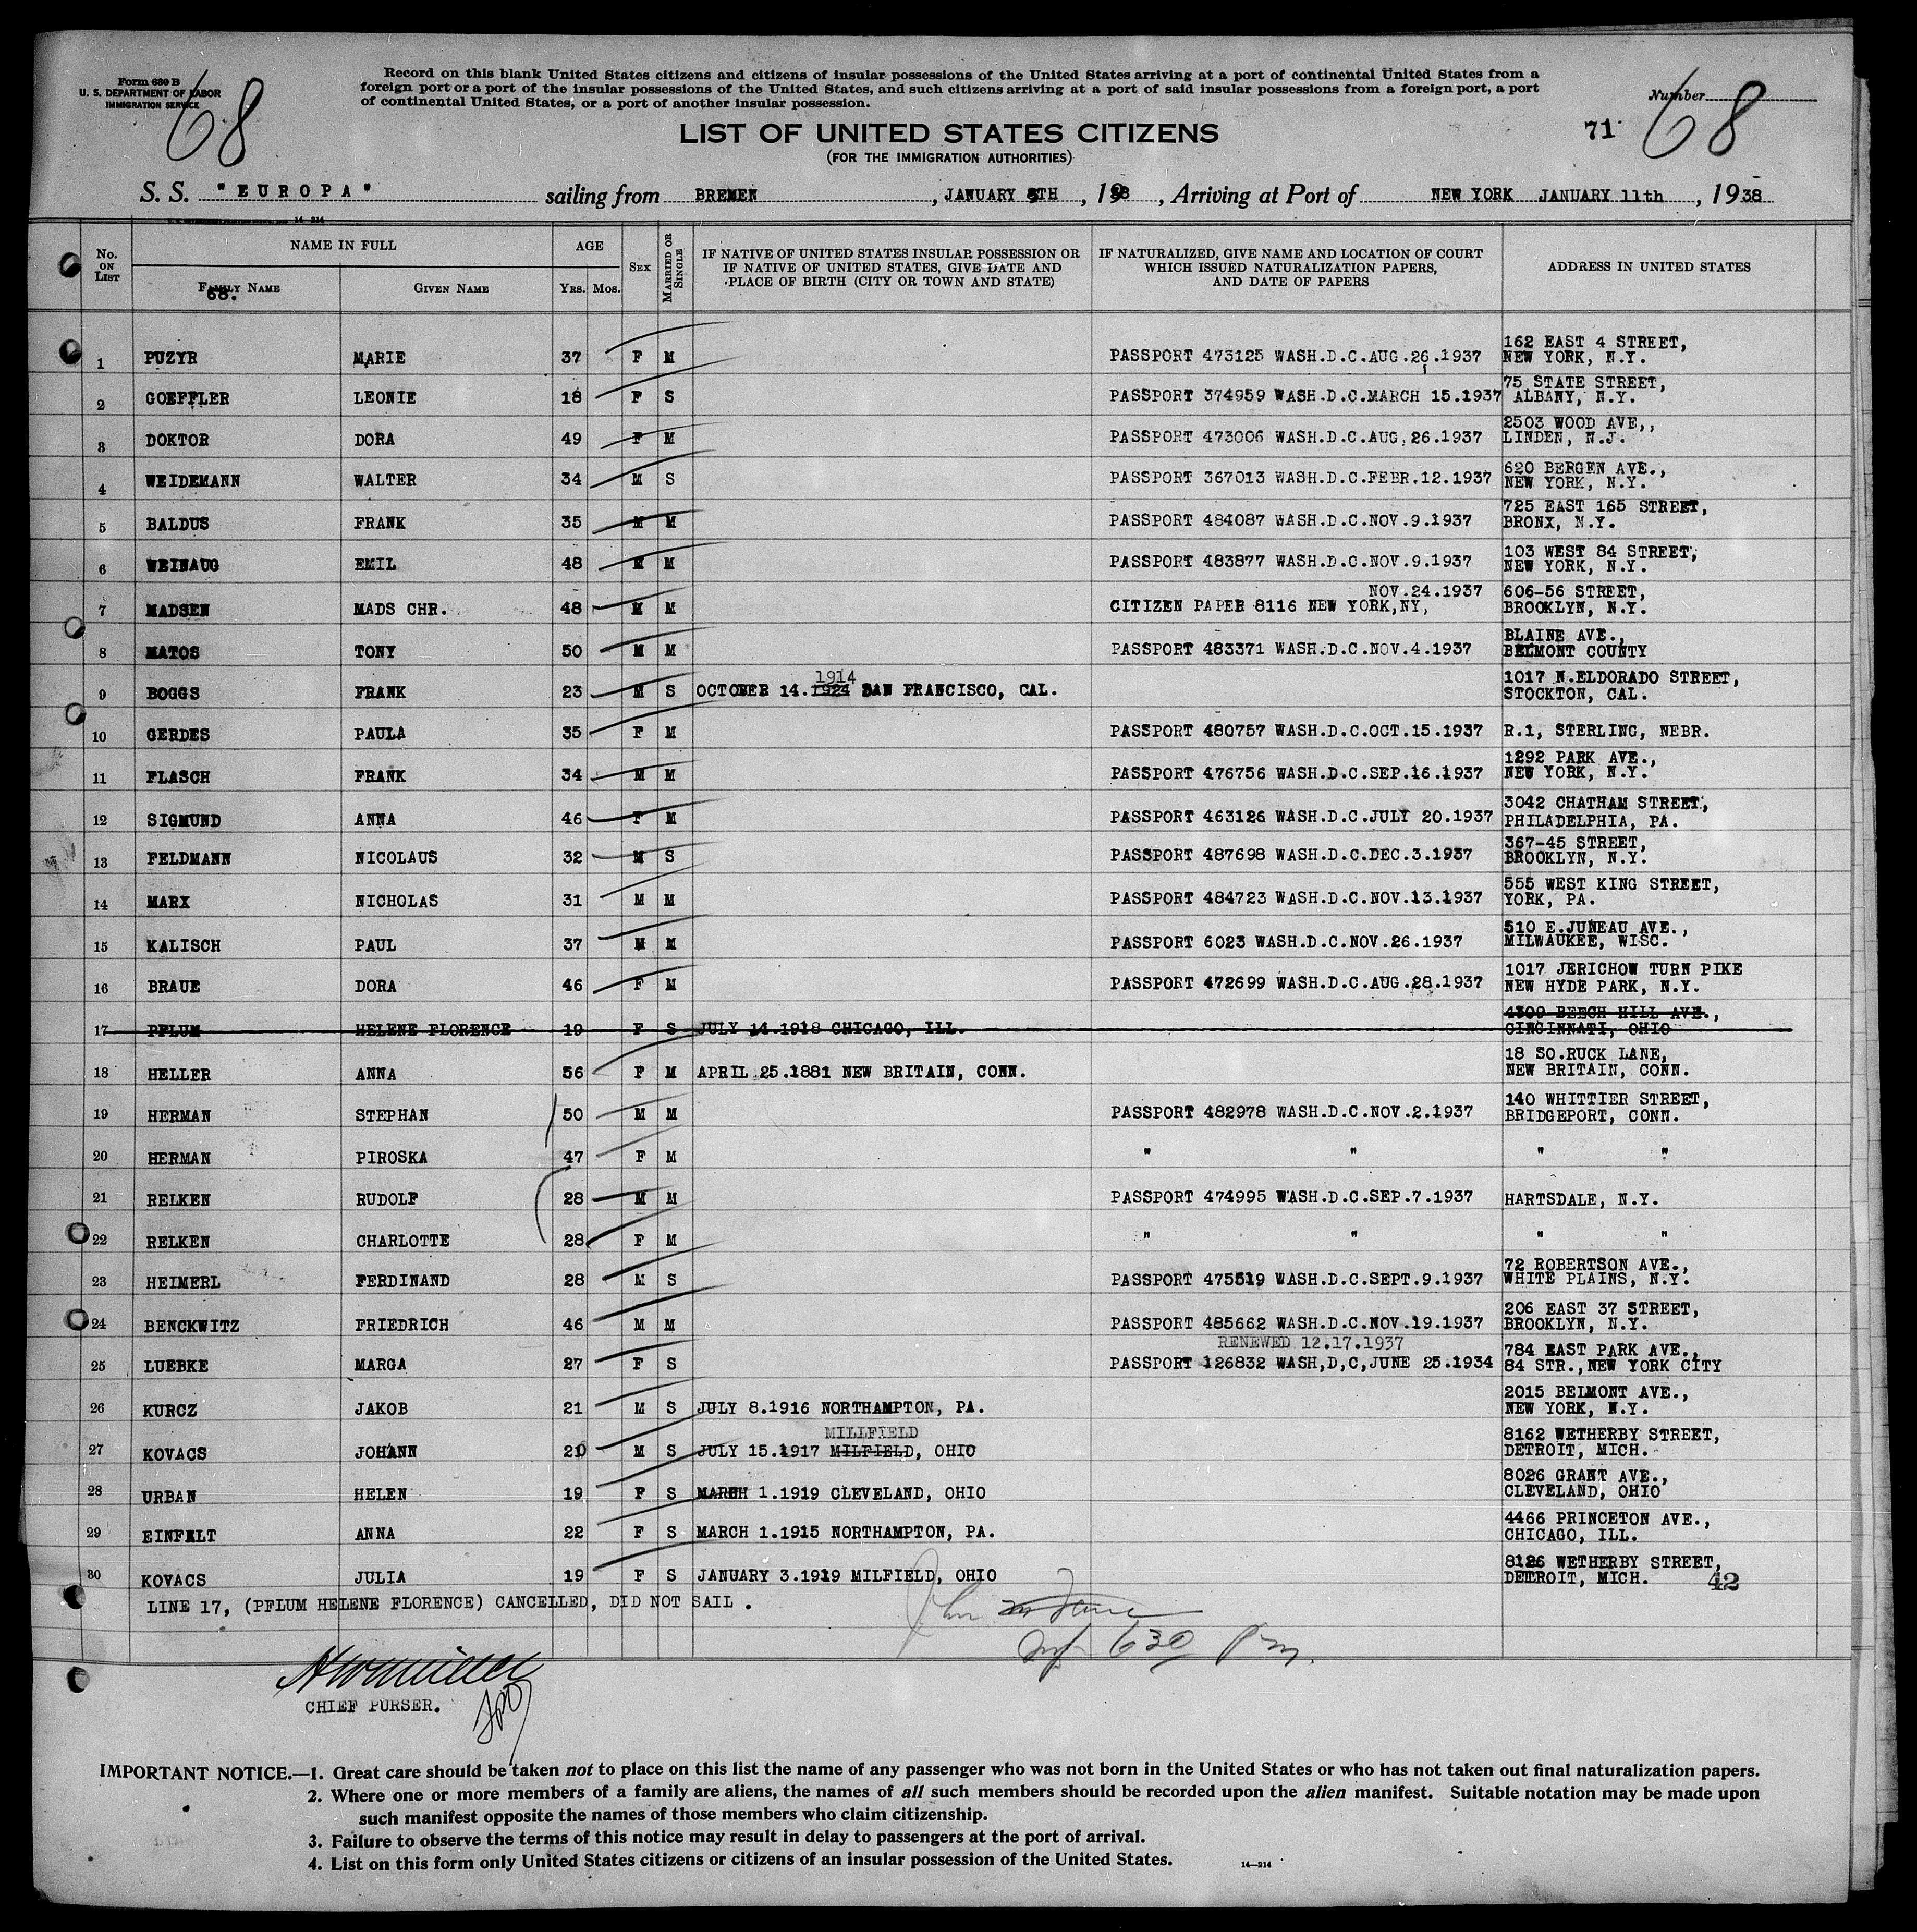 Form 630 B
U. S. DEPARTMENT OF LABOR
IMMIGRATION SERVICE
68
Record on this blank United States citizens and citizens of insular possessions of the United States arriving at a port of continental United States from a
foreign port or a port of the insular possessions of the United States, and such citizens arriving at a port of said insular possessions from a foreign port, a port
of continental United States, or a port of another insular possession.
Number
71 68
LIST OF UNITED STATES CITIZENS
(FOR THE IMMIGRATION AUTHORITIES)
S. S. "EUROPA" sailing from BREMEN, JANUARY 5TH, 1938, Arriving at Port of NEW YORK JANUARY 11th, 1938
14-214
No. ON LIST NAME IN FULL FAMILY NAME GIVEN NAME AGE YRS. MOS. SEX MARRIED OR SINGLE IF NATIVE OF UNITED STATES INSULAR POSSESSION OR IF NATIVE OF UNITED STATES, GIVE DATE AND PLACE OF BIRTH (CITY OR TOWN AND STATE) IF NATURALIZED, GIVE NAME AND LOCATION OF COURT WHICH ISSUED NATURALIZATION PAPERS, AND DATE OF PAPERS ADDRESS IN UNITED STATES
68.
1 PUZYR MARIE 37 F M PASSPORT 473125 WASH.D.C.AUG.26.1937 162 EAST 4 STREET, NEW YORK, N.Y.
2 GOEFFLER LEONIE 18 F S PASSPORT 374959 WASH.D.C.MARCH 15.1937 75 STATE STREET, ALBANY, N.Y.
3 DOKTOR DORA 49 F M PASSPORT 473006 WASH.D.C.AUG.26.1937 2503 WOOD AVE,, LINDEN, N.J.
4 WEIDEMANN WALTER 34 M S PASSPORT 367013 WASH.D.C.FEBR.12.1937 620 BERGEN AVE., NEW YORK, N.Y.
5 BALDUS FRANK 35 M M PASSPORT 484087 WASH.D.C.NOV.9.1937 725 EAST 165 STREET, BRONX, N.Y.
6 WEINAUG EMIL 48 M M PASSPORT 483877 WASH.D.C.NOV.9.1937 103 WEST 84 STREET, NEW YORK, N.Y.
7 MADSEN MADS CHR. 48 M M NOV.24.1937 CITIZEN PAPER 8116 NEW YORK,NY, 606-56 STREET, BROOKLYN, N.Y.
8 MATOS TONY 50 M M PASSPORT 483371 WASH.D.C.NOV.4.1937 BLAINE AVE., BELMONT COUNTY
9 BOGGS FRANK 23 M S OCTOBER 14.1924 1914 SAN FRANCISCO, CAL. 1017 N.ELDORADO STREET, STOCKTON, CAL.
10 GERDES PAULA 35 F M PASSPORT 480757 WASH.D.C.OCT.15.1937 R.1, STERLING, NEBR.
11 FLASCH FRANK 34 M M PASSPORT 476756 WASH.D.C.SEP.16.1937 1292 PARK AVE., NEW YORK, N.Y.
12 SIGMUND ANNA 46 F M PASSPORT 463126 WASH.D.C.JULY 20.1937 3042 CHATHAM STREET, PHILADELPHIA, PA.
13 FELDMANN NICOLAUS 32 M S PASSPORT 487698 WASH.D.C.DEC.3.1937 367-45 STREET, BROOKLYN, N.Y.
14 MARX NICHOLAS 31 M M PASSPORT 484723 WASH.D.C.NOV.13.1937 555 WEST KING STREET, YORK, PA.
15 KALISCH PAUL 37 M M PASSPORT 6023 WASH.D.C.NOV.26.1937 510 E.JUNEAU AVE., MILWAUKEE, WISC.
16 BRAUE DORA 46 F M PASSPORT 472699 WASH.D.C.AUG.28.1937 1017 JERICHOW TURN PIKE NEW HYDE PARK, N.Y.
17 PFLUM HELENE FLORENCE 19 F S JULY 14.1918 CHICAGO, ILL. 4309 BEECH HILL AVE., CINCINNATI, OHIO
18 HELLER ANNA 56 F M APRIL 25.1881 NEW BRITAIN, CONN. 18 SO.RUCK LANE, NEW BRITAIN, CONN.
19 HERMAN STEPHAN 50 M M PASSPORT 482978 WASH.D.C.NOV.2.1937 140 WHITTIER STREET, BRIDGEPORT, CONN.
20 HERMAN PIROSKA 47 F M " " " "
21 RELKEN RUDOLF 28 M M PASSPORT 474995 WASH.D.C.SEP.7.1937 HARTSDALE, N.Y.
22 RELKEN CHARLOTTE 28 F M " " " "
23 HEIMERL FERDINAND 28 M S PASSPORT 475519 WASH.D.C.SEPT.9.1937 72 ROBERTSON AVE., WHITE PLAINS, N.Y.
24 BENCKWITZ FRIEDRICH 46 M M PASSPORT 485662 WASH.D.C.NOV.19.1937 206 EAST 37 STREET, BROOKLYN, N.Y.
25 LUEBKE MARGA 27 F S RENEWED 12.17.1937 PASSPORT 126832 WASH,D,C,JUNE 25.1934 784 EAST PARK AVE., 84 STR.,NEW YORK CITY
26 KURCZ JAKOB 21 M S JULY 8.1916 NORTHAMPTON, PA. 2015 BELMONT AVE., NEW YORK, N.Y.
27 KOVACS JOHANN 20 M S JULY 15.1917 MILFIELD, MILLFIELD OHIO 8162 WETHERBY STREET, DETROIT, MICH.
28 URBAN HELEN 19 F S MARCH 1.1919 CLEVELAND, OHIO 8026 GRANT AVE., CLEVELAND, OHIO
29 EINFALT ANNA 22 F S MARCH 1.1915 NORTHAMPTON, PA. 4466 PRINCETON AVE., CHICAGO, ILL.
30 KOVACS JULIA 19 F S JANUARY 3.1919 MILFIELD, OHIO 8126 WETHERBY STREET, DETROIT, MICH.
42
LINE 17, (PFLUM HELENE FLORENCE) CANCELLED, DID NOT SAIL .
John
630 Pm.
CHIEF PURSER.
IMPORTANT NOTICE.—1. Great care should be taken not to place on this list the name of any passenger who was not born in the United States or who has not taken out final naturalization papers.
2. Where one or more members of a family are aliens, the names of all such members should be recorded upon the alien manifest. Suitable notation may be made upon
such manifest opposite the names of those members who claim citizenship.
3. Failure to observe the terms of this notice may result in delay to passengers at the port of arrival.
4. List on this form only United States citizens or citizens of an insular possession of the United States.
14—214